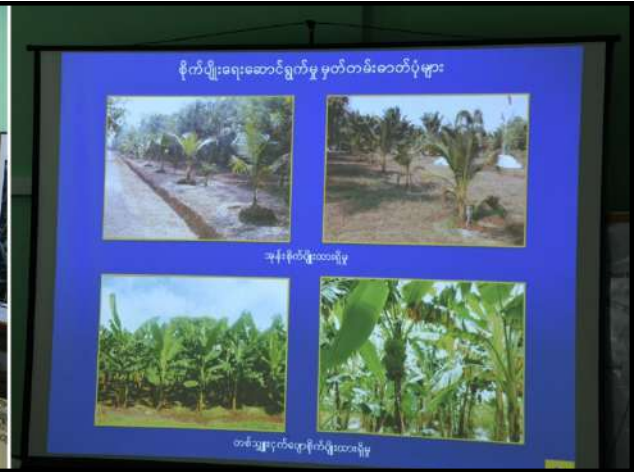 စိုက်ပျိုးရေးဆောင်ရွက်မှု မှတ်တမ်းဓာတ်ပုံများ
အုန်းစိုက်ပျိုးထားရှိမှု
တစ်သျှူးငှက်ပျောစိုက်ပျိုးထားရှိမှု